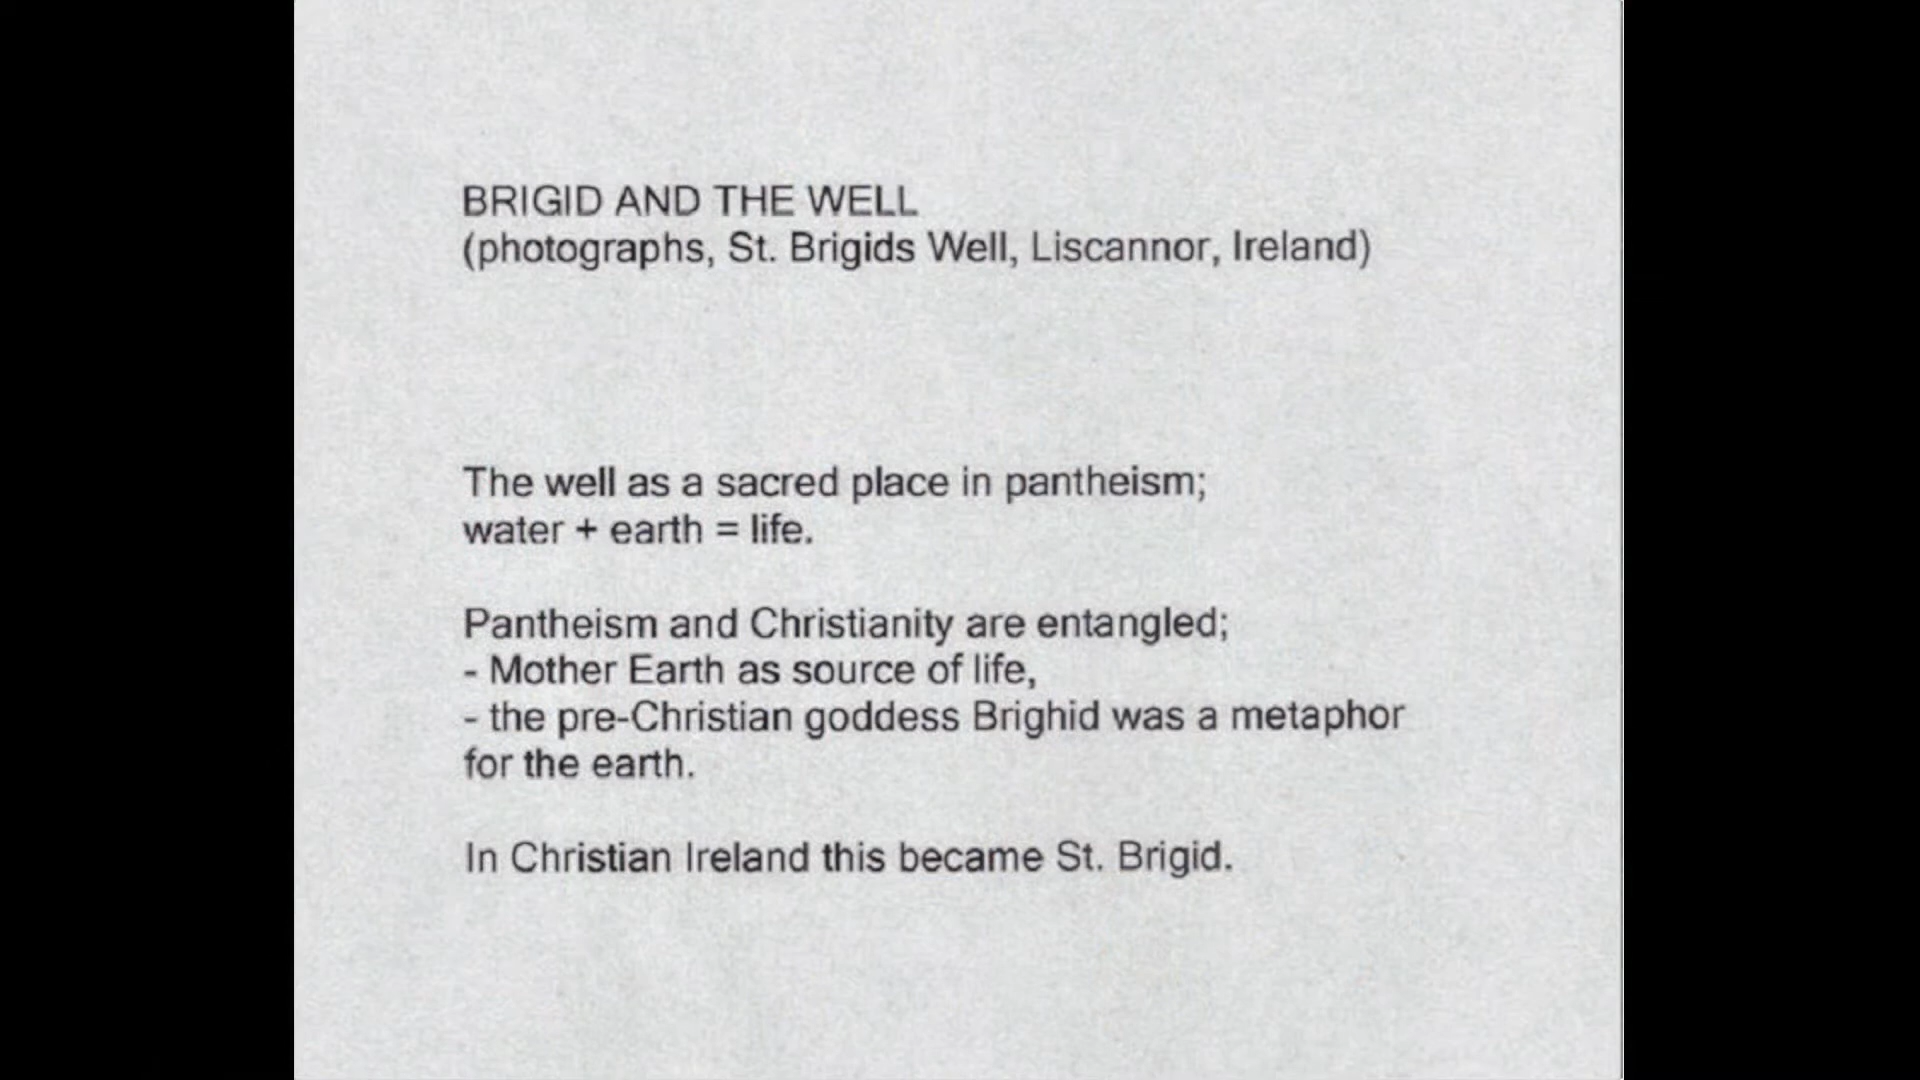 BRIGID AND THE WELL
(photographs, St. Brigids Well, Liscannor, Ireland)
The well as a sacred place in pantheism;
water + earth = life.
Pantheism and Christianity are entangled;
- Mother Earth as source of life,
- the pre-Christian goddess Brighid was a metaphor
for the earth.
In Christian Ireland this became St. Brigid.